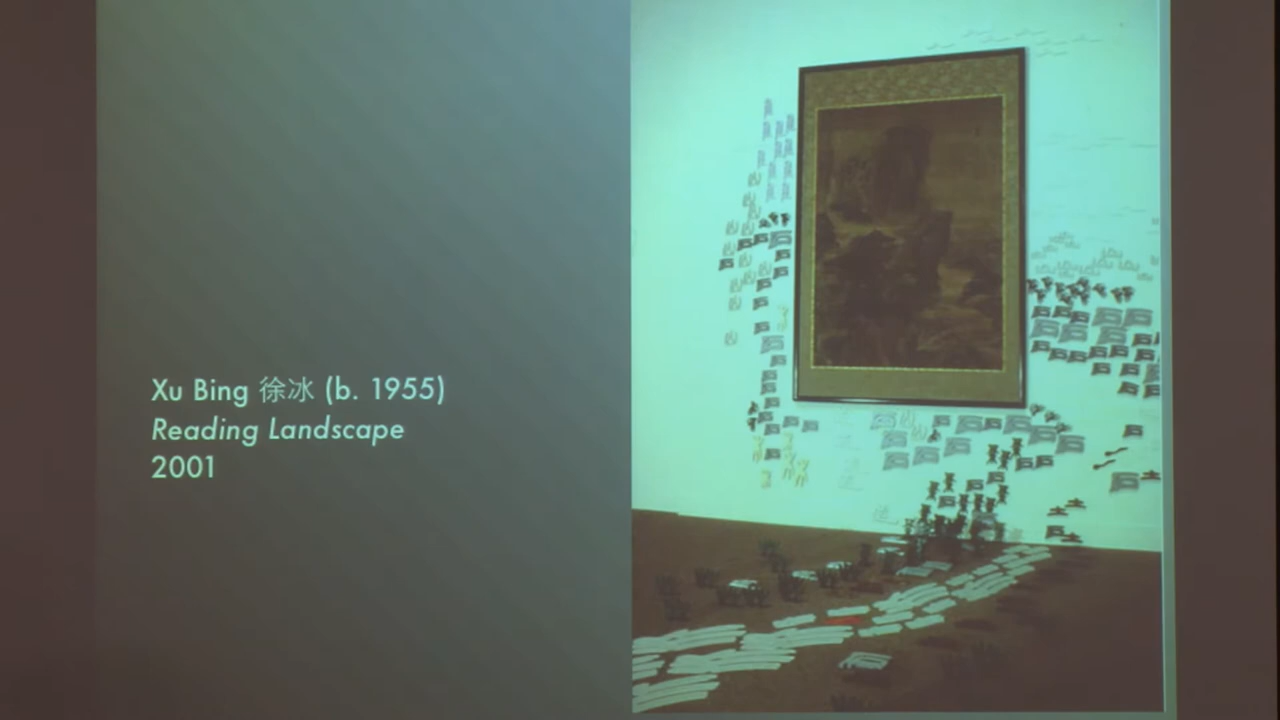 Xu Bing 徐冰 (b. 1955)
Reading Landscape
2001